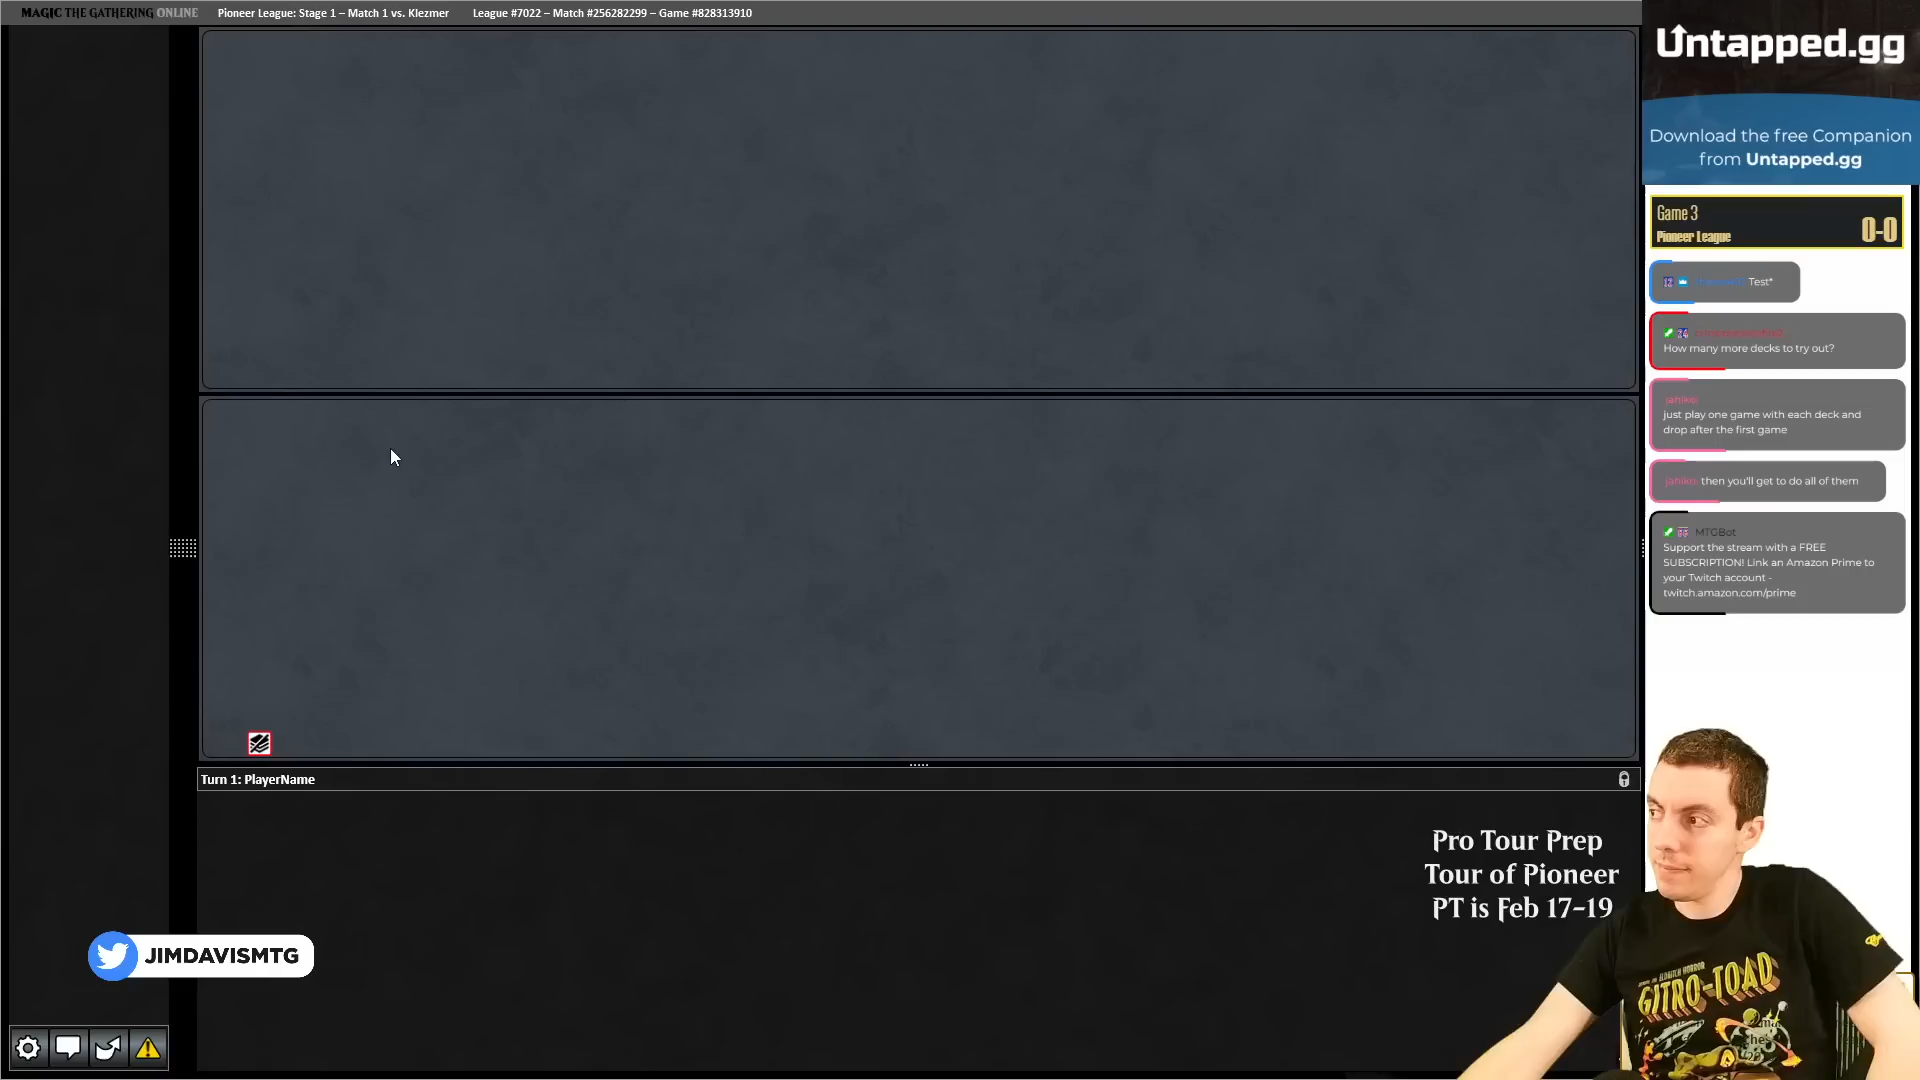 MAGIC THE GATHERING ONLINE
Pioneer League: Stage 1 – Match 1 vs. Klezmer
League #7022 – Match #256282299 – Game #828313910
Untapped.gg
Download the free Companion
from Untapped.gg
Game 3
Pioneer League
0-0
Test*
How many more decks to try out?
jahiko:
just play one game with each deck and
drop after the first game
jahiko: then you'll get to do all of them
MTGBot
Support the stream with a FREE
SUBSCRIPTION! Link an Amazon Prime to
your Twitch account -
twitch.amazon.com/prime
Turn 1: PlayerName
Pro Tour Prep
Tour of Pioneer
PT is Feb 17-19
JIMDAVISMTG
GITRO-TOAD